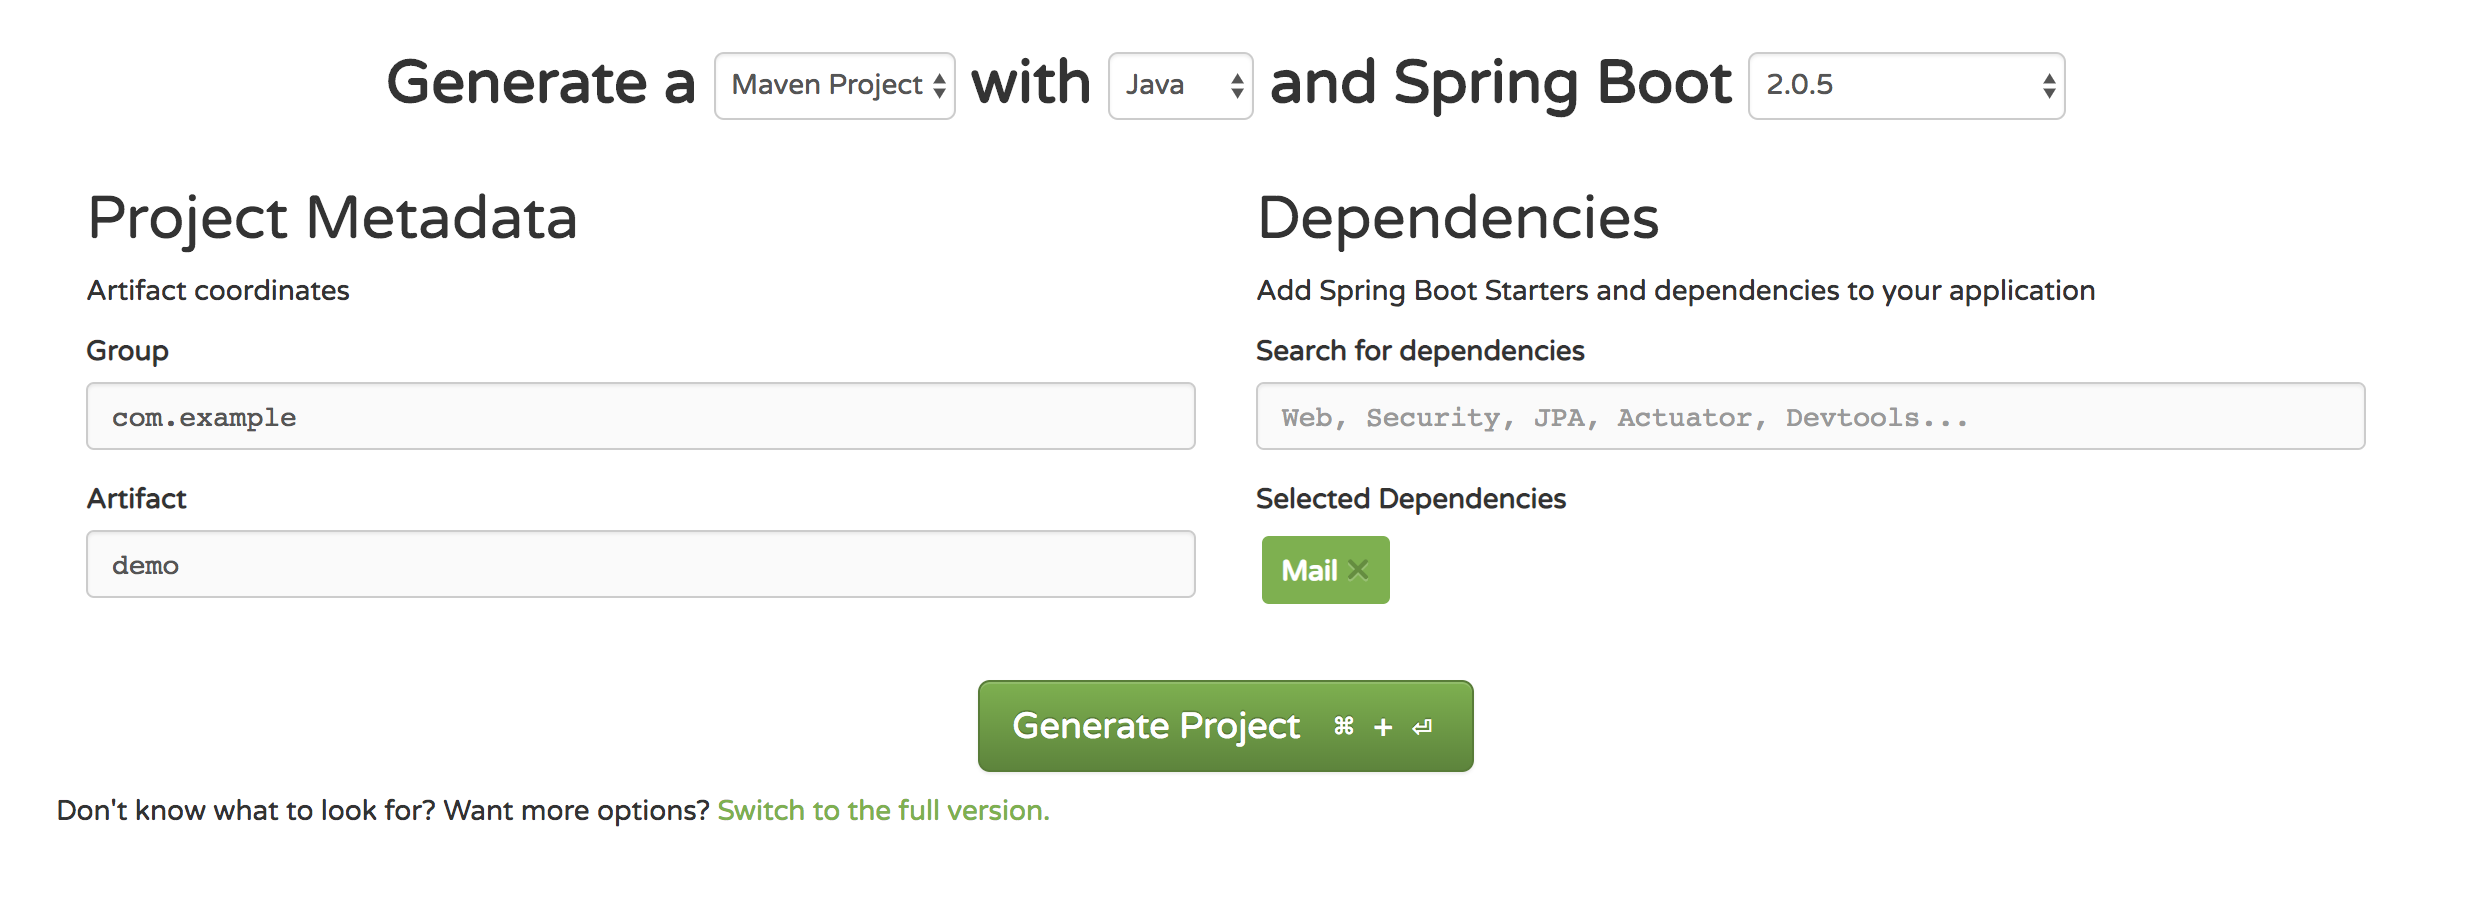 Generate a Maven Project with Java and Spring Boot 2.0.5
Project Metadata
Artifact coordinates
Group
com.example
Artifact
demo
Dependencies
Add Spring Boot Starters and dependencies to your application
Search for dependencies
Web, Security, JPA, Actuator, Devtools...
Selected Dependencies
Mail ×
Generate Project ⌘ + ⏎
Don't know what to look for? Want more options? Switch to the full version.